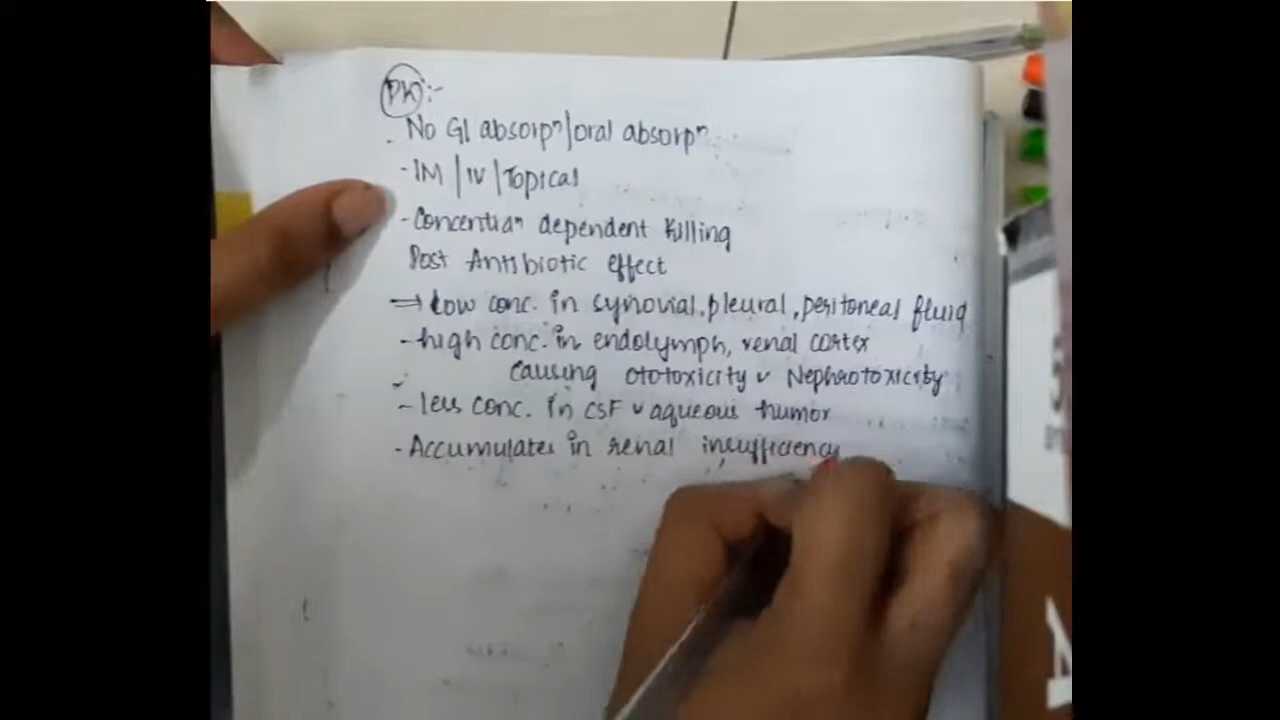 PK :-
- No GI absorpⁿ/oral absorpⁿ
- IM | IV | Topical
- Concentraⁿ dependent killing
Post Antibiotic effect
⇒ low conc. in synovial, pleural, peritoneal fluid
- high conc. in endolymph, renal cortex
causing ototoxicity & Nephrotoxicity
- less conc. in CSF & aqueous humor
- Accumulates in renal insufficiency